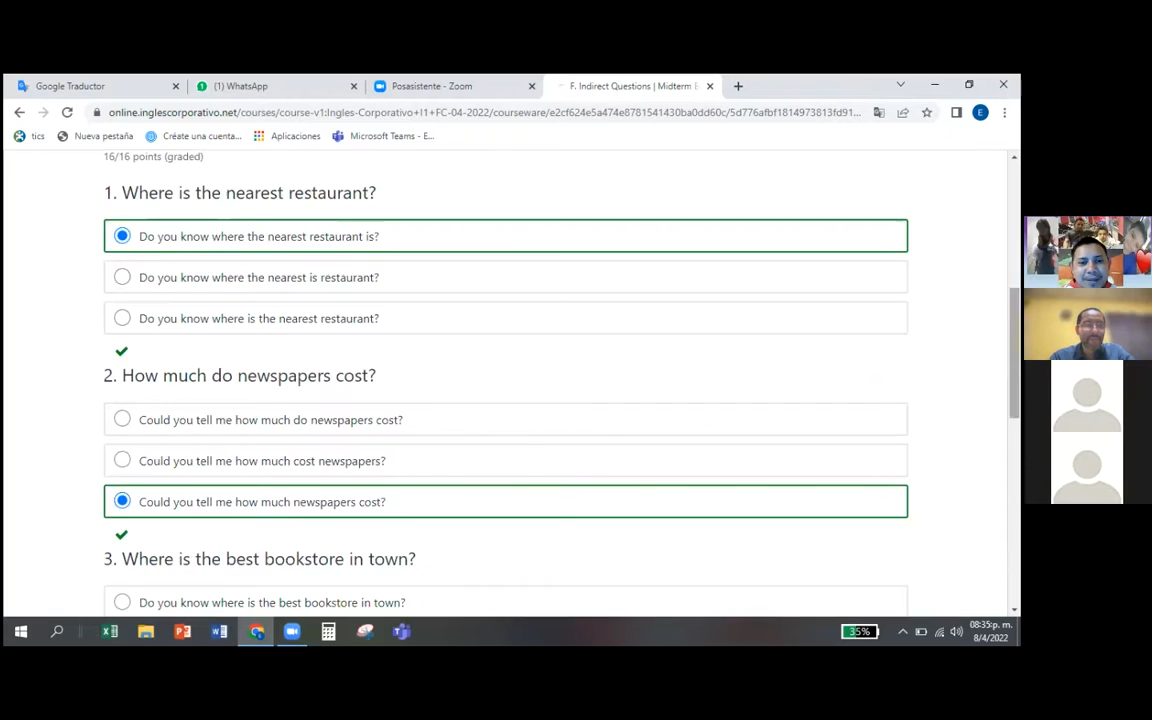 Google Traductor
(1) WhatsApp
Posasistente - Zoom
F. Indirect Questions | Midterm E
online.inglescorporativo.net/courses/course-v1:Ingles-Corporativo+I1+FC-04-2022/courseware/e2cf624e5a474e8781541430ba0dd60c/5d776afbf1814973813fd91...
E
tics
Nueva pestaña
Créate una cuenta...
Aplicaciones
Microsoft Teams - E...
16/16 points (graded)
1. Where is the nearest restaurant?
Do you know where the nearest restaurant is?
Do you know where the nearest is restaurant?
Do you know where is the nearest restaurant?
2. How much do newspapers cost?
Could you tell me how much do newspapers cost?
Could you tell me how much cost newspapers?
Could you tell me how much newspapers cost?
3. Where is the best bookstore in town?
Do you know where is the best bookstore in town?
35%
08:35 p. m.
8/4/2022